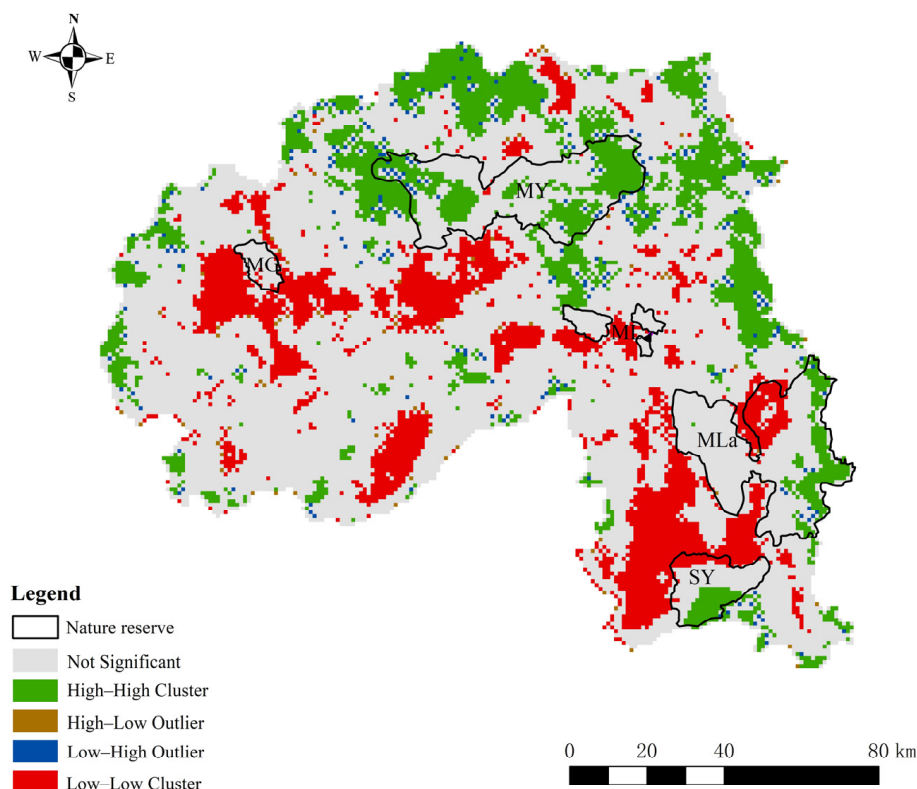 N
W E
S
MY
MG
MLa
SY
Legend
Nature reserve
Not Significant
High–High Cluster
High–Low Outlier
Low–High Outlier
Low–Low Cluster
0 20 40 80 km